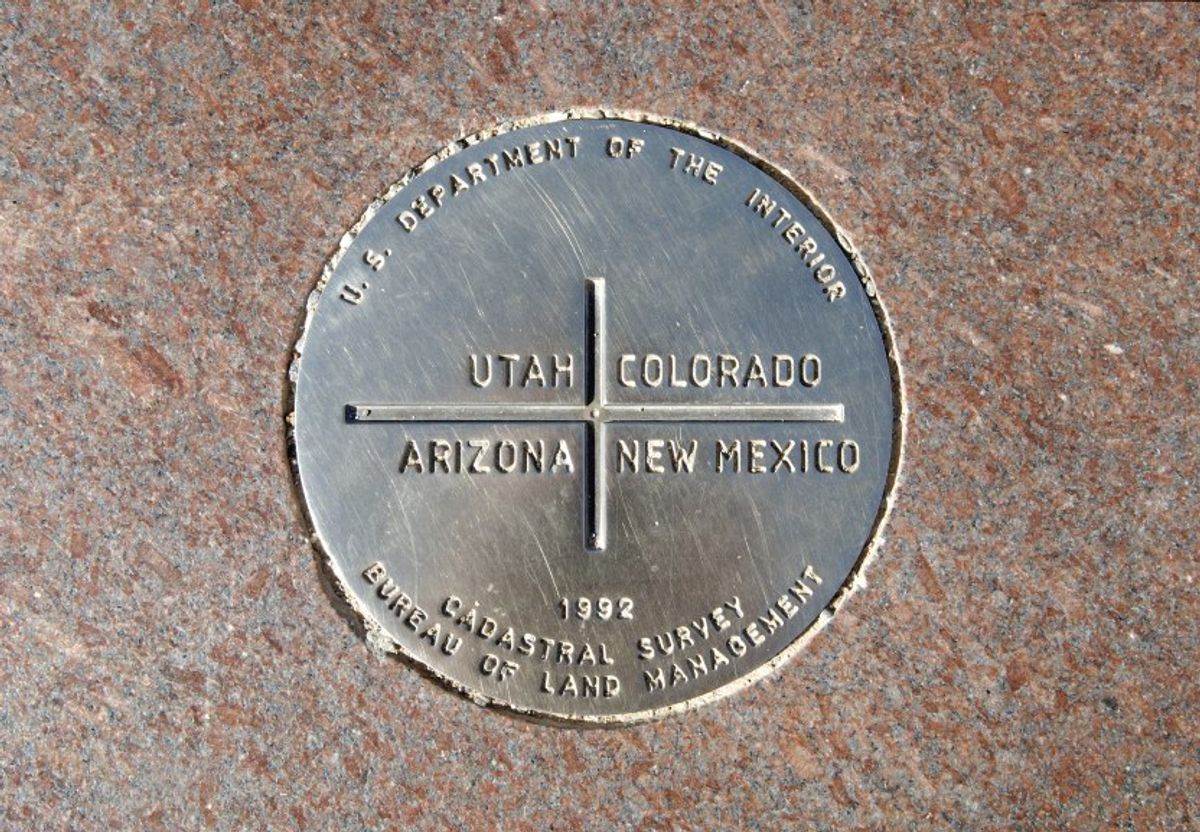 U. S. DEPARTMENT OF THE INTERIOR
UTAH COLORADO
ARIZONA NEW MEXICO
1992
CADASTRAL SURVEY
BUREAU OF LAND MANAGEMENT